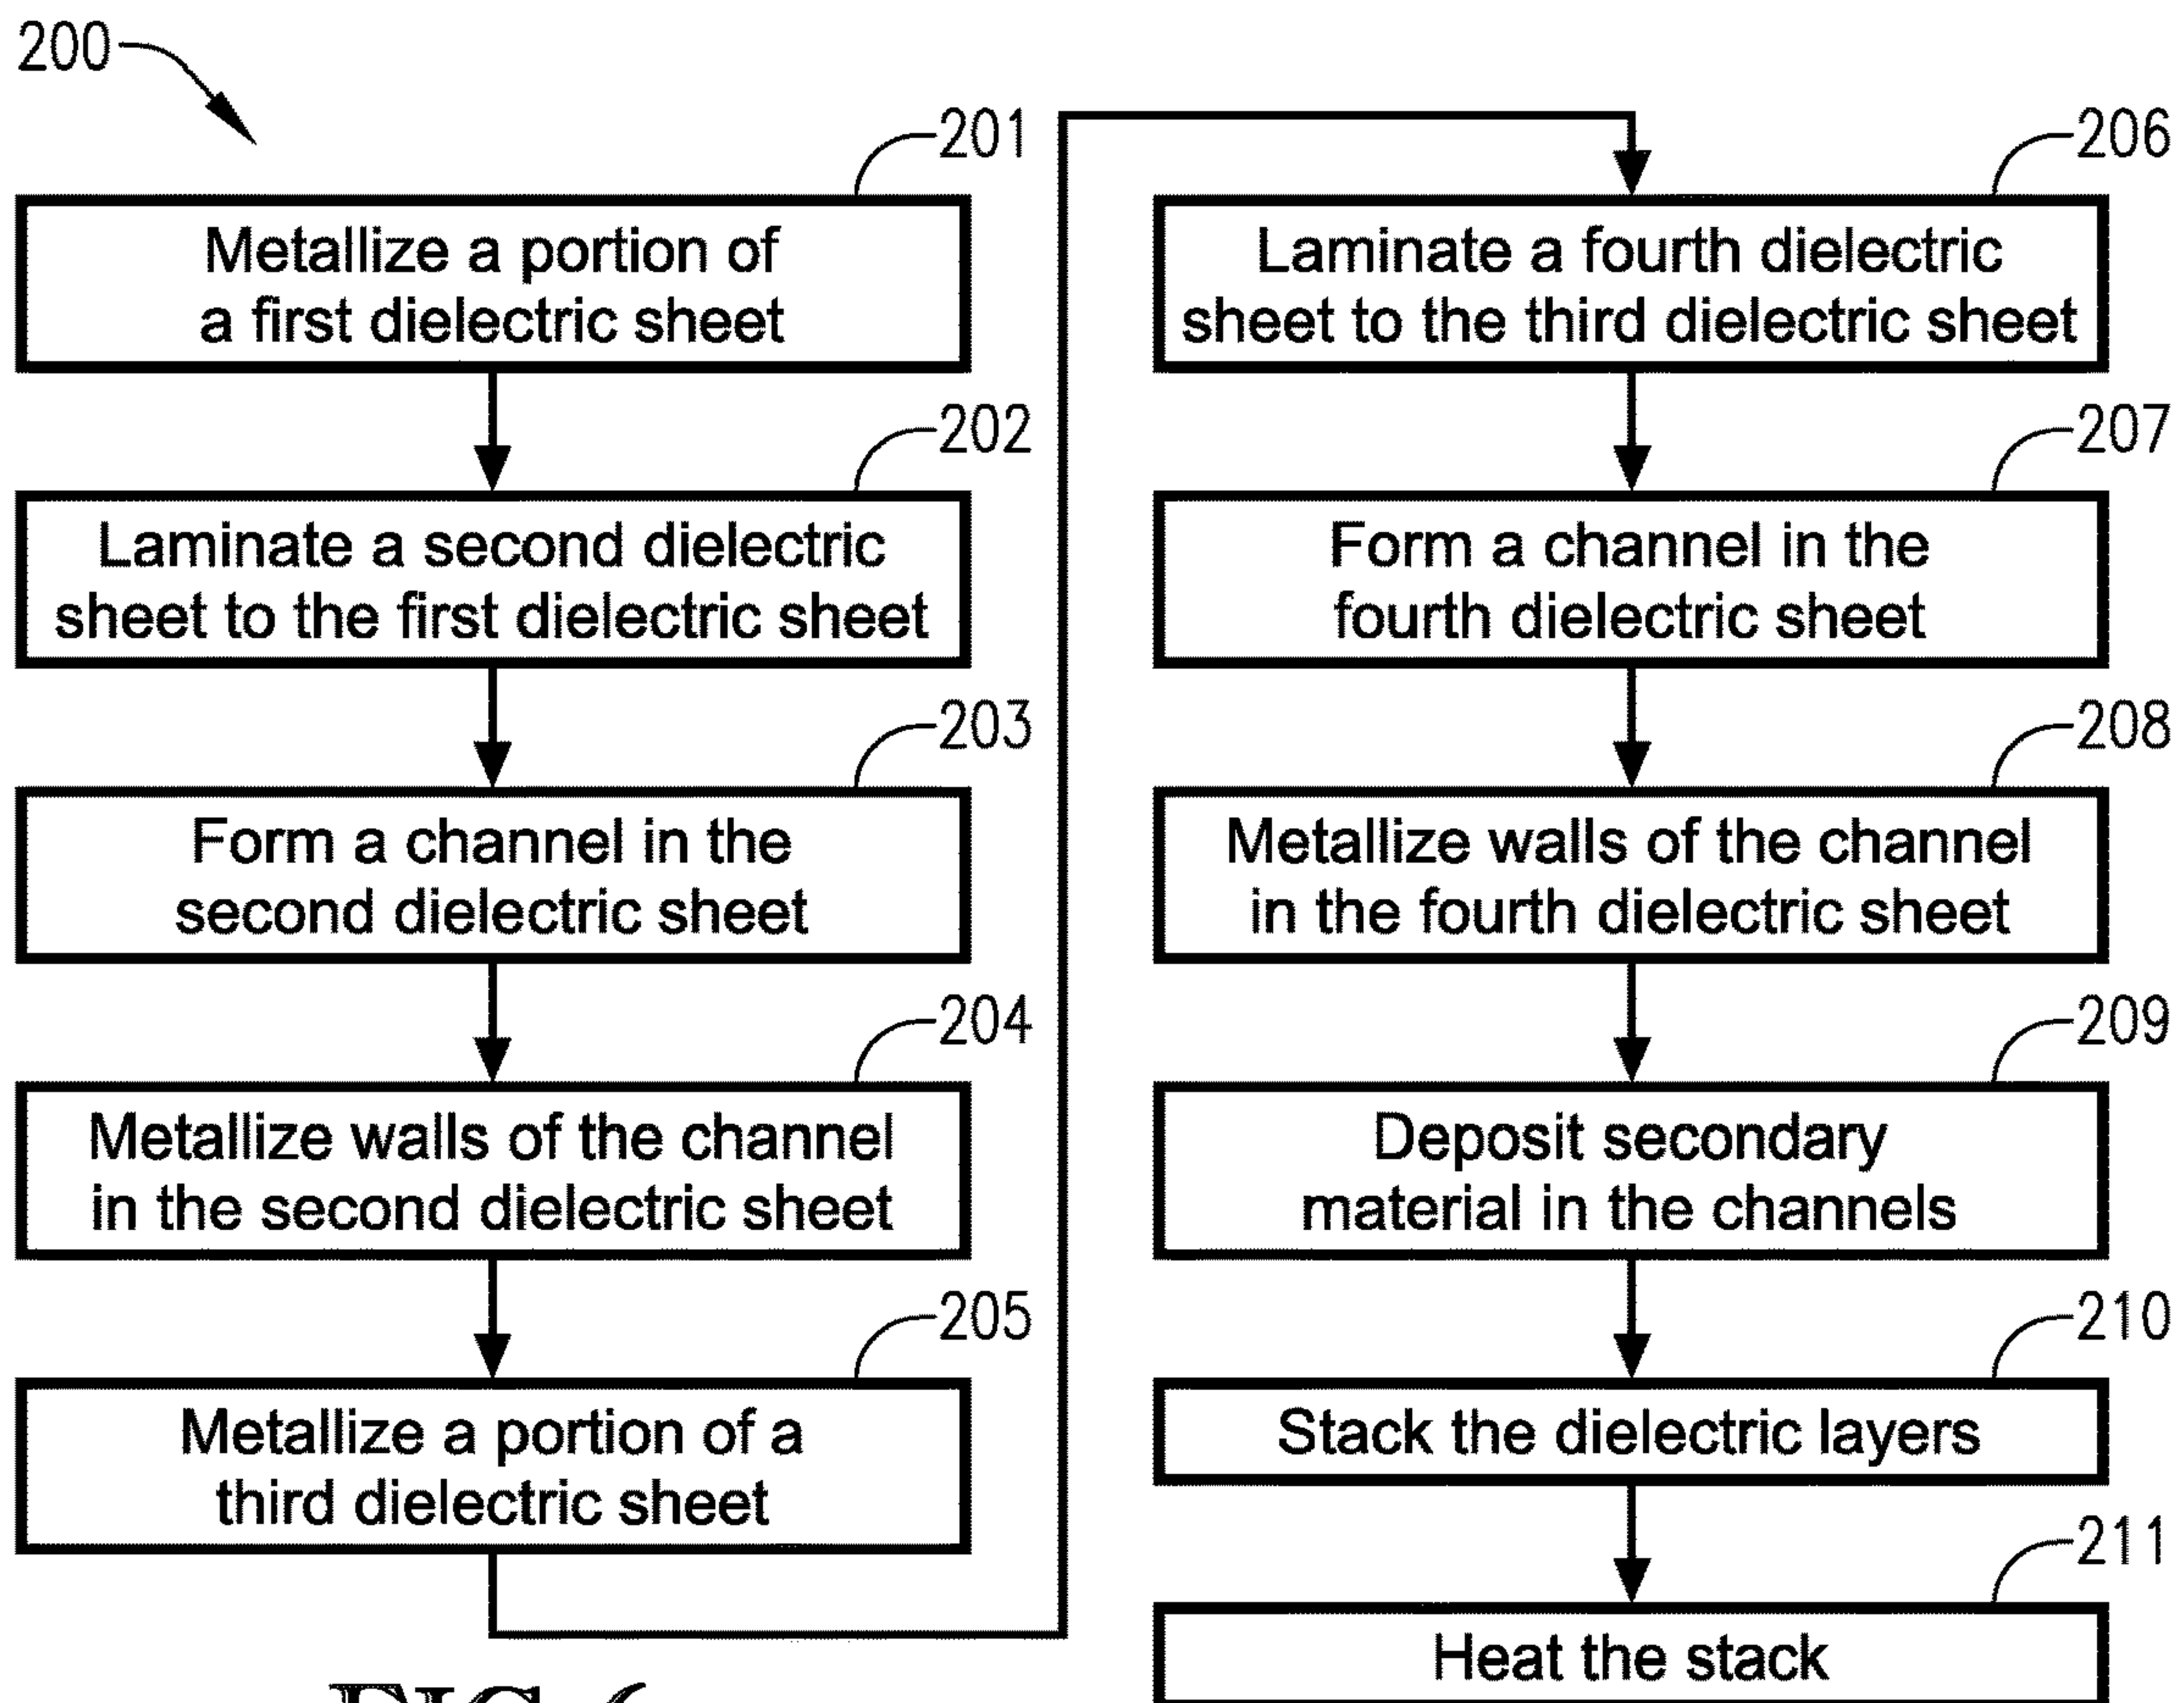 200
201
Metallize a portion of
a first dielectric sheet
202
Laminate a second dielectric
sheet to the first dielectric sheet
203
Form a channel in the
second dielectric sheet
204
Metallize walls of the channel
in the second dielectric sheet
205
Metallize a portion of a
third dielectric sheet
206
Laminate a fourth dielectric
sheet to the third dielectric sheet
207
Form a channel in the
fourth dielectric sheet
208
Metallize walls of the channel
in the fourth dielectric sheet
209
Deposit secondary
material in the channels
210
Stack the dielectric layers
211
Heat the stack